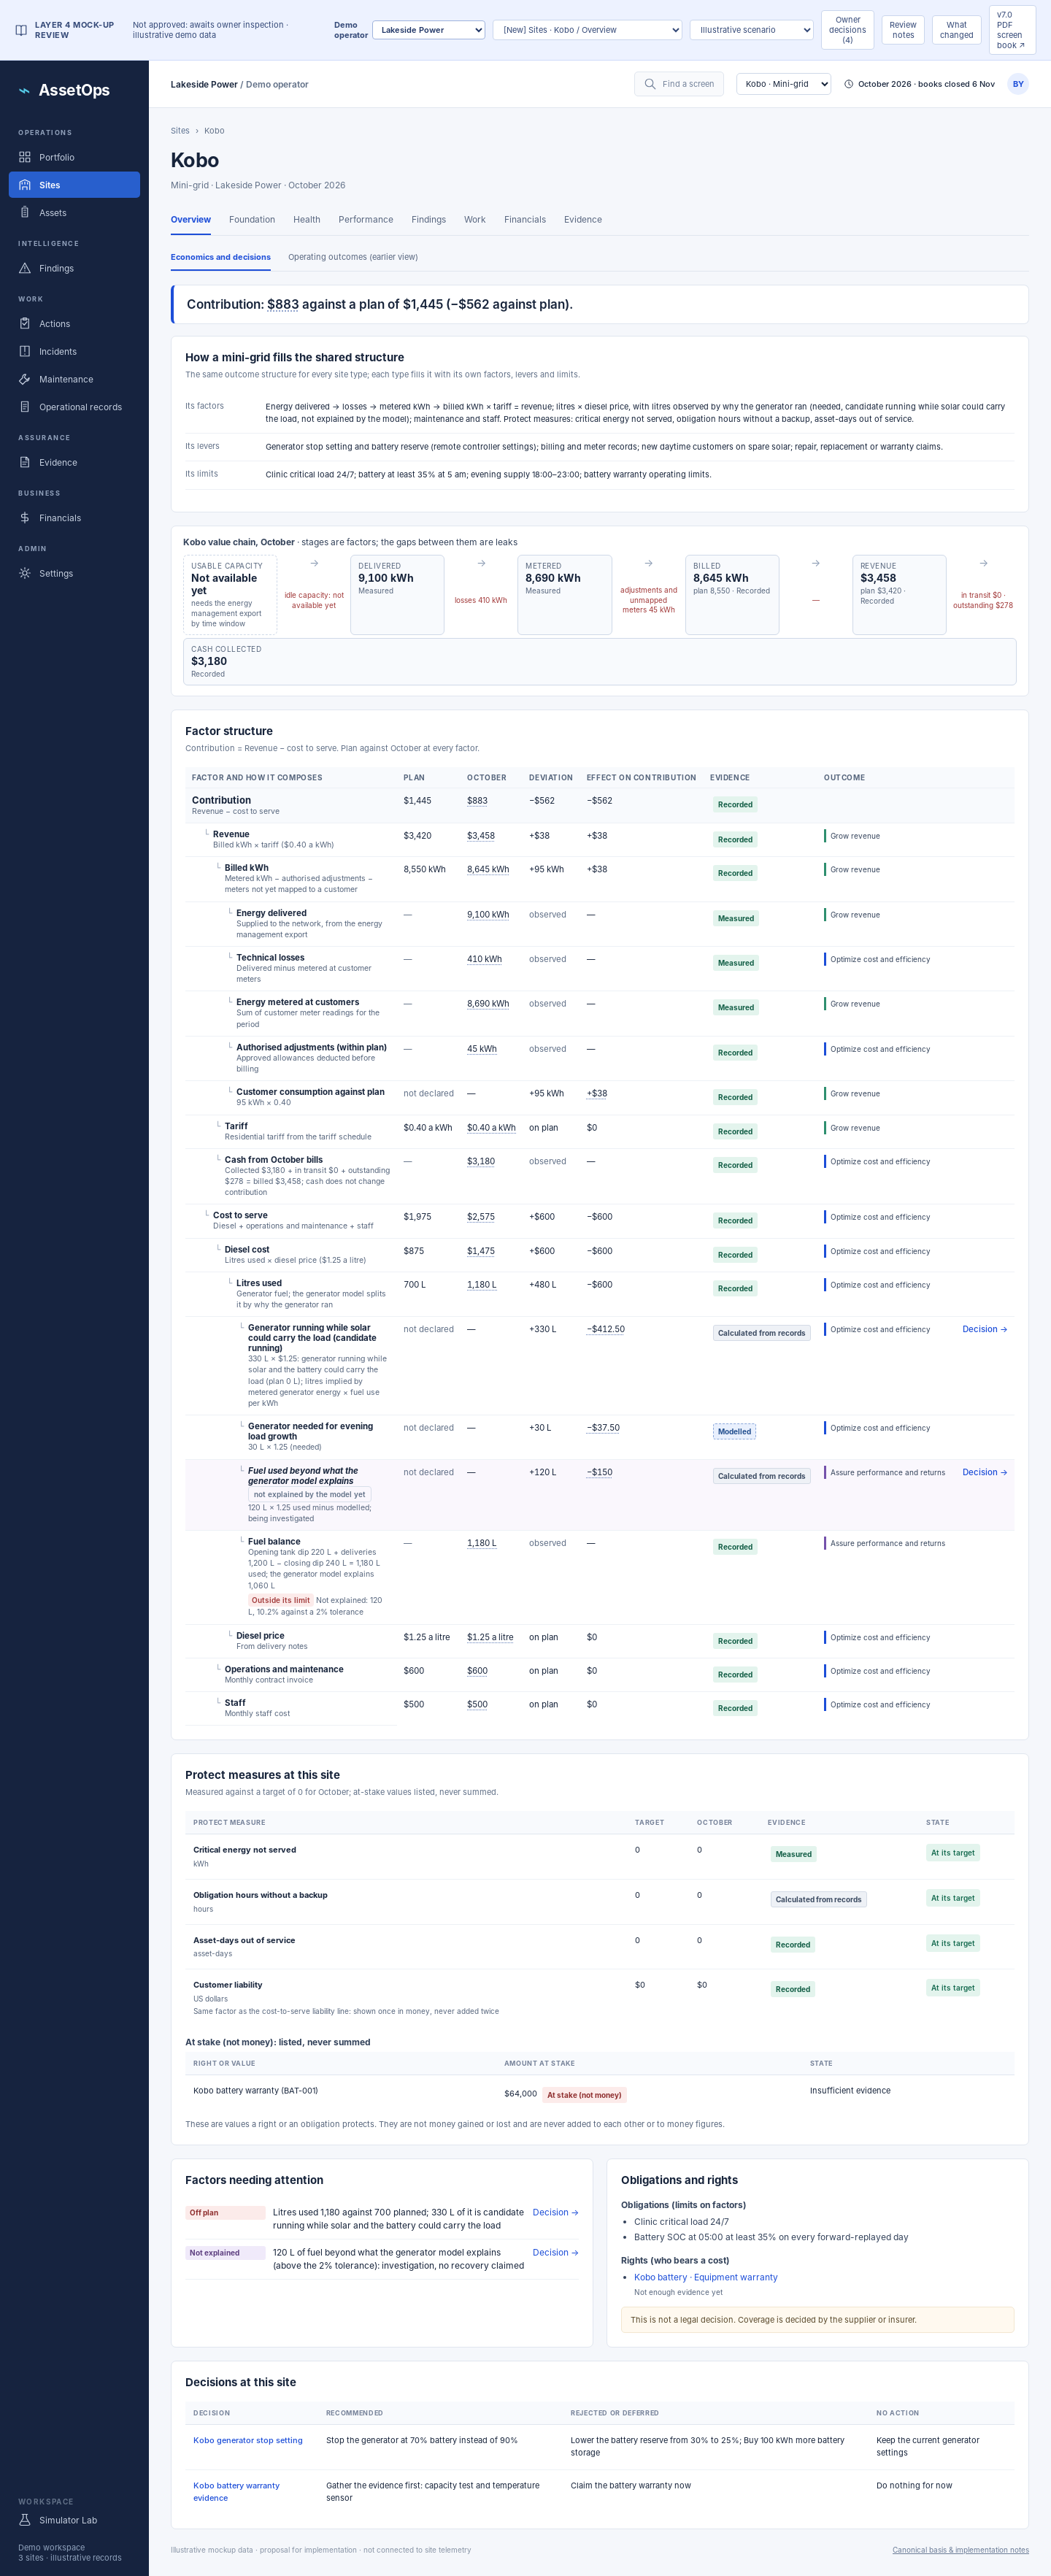 LAYER 4 MOCK-UP REVIEW
Not approved: awaits owner inspection · illustrative demo data
Demo operator
Lakeside Power
[New] Sites · Kobo / Overview
Illustrative scenario
Owner decisions (4)
Review notes
What changed
v7.0 PDF screen book ↗
AssetOps
OPERATIONS
Portfolio
Sites
Assets
INTELLIGENCE
Findings
WORK
Actions
Incidents
Maintenance
Operational records
ASSURANCE
Evidence
BUSINESS
Financials
ADMIN
Settings
WORKSPACE
Simulator Lab
Demo workspace
3 sites · illustrative records
Lakeside Power / Demo operator
Find a screen
Kobo · Mini-grid
October 2026 · books closed 6 Nov
BY
Sites › Kobo
Kobo
Mini-grid · Lakeside Power · October 2026
Overview Foundation Health Performance Findings Work Financials Evidence
Economics and decisions Operating outcomes (earlier view)
Contribution: $883 against a plan of $1,445 (−$562 against plan).
How a mini-grid fills the shared structure
The same outcome structure for every site type; each type fills it with its own factors, levers and limits.
Its factors
Energy delivered → losses → metered kWh → billed kWh × tariff = revenue; litres × diesel price, with litres observed by why the generator ran (needed, candidate running while solar could carry
the load, not explained by the model); maintenance and staff. Protect measures: critical energy not served, obligation hours without a backup, asset-days out of service.
Its levers
Generator stop setting and battery reserve (remote controller settings); billing and meter records; new daytime customers on spare solar; repair, replacement or warranty claims.
Its limits
Clinic critical load 24/7; battery at least 35% at 5 am; evening supply 18:00–23:00; battery warranty operating limits.
Kobo value chain, October · stages are factors; the gaps between them are leaks
USABLE CAPACITY
Not available yet
needs the energy management export by time window
→
idle capacity: not available yet
DELIVERED
9,100 kWh
Measured
→
losses 410 kWh
METERED
8,690 kWh
Measured
→
adjustments and unmapped meters 45 kWh
BILLED
8,645 kWh
plan 8,550 · Recorded
→
—
REVENUE
$3,458
plan $3,420 · Recorded
→
in transit $0 · outstanding $278
CASH COLLECTED
$3,180
Recorded
Factor structure
Contribution = Revenue − cost to serve. Plan against October at every factor.
FACTOR AND HOW IT COMPOSES PLAN OCTOBER DEVIATION EFFECT ON CONTRIBUTION EVIDENCE OUTCOME
Contribution $1,445 $883 −$562 −$562 Recorded
Revenue − cost to serve
└ Revenue $3,420 $3,458 +$38 +$38 Recorded Grow revenue
Billed kWh × tariff ($0.40 a kWh)
└ Billed kWh 8,550 kWh 8,645 kWh +95 kWh +$38 Recorded Grow revenue
Metered kWh − authorised adjustments −
meters not yet mapped to a customer
└ Energy delivered — 9,100 kWh observed — Measured Grow revenue
Supplied to the network, from the energy
management export
└ Technical losses — 410 kWh observed — Measured Optimize cost and efficiency
Delivered minus metered at customer
meters
└ Energy metered at customers — 8,690 kWh observed — Measured Grow revenue
Sum of customer meter readings for the
period
└ Authorised adjustments (within plan) — 45 kWh observed — Recorded Optimize cost and efficiency
Approved allowances deducted before
billing
└ Customer consumption against plan not declared — +95 kWh +$38 Recorded Grow revenue
95 kWh × 0.40
└ Tariff $0.40 a kWh $0.40 a kWh on plan $0 Recorded Grow revenue
Residential tariff from the tariff schedule
└ Cash from October bills — $3,180 observed — Recorded Optimize cost and efficiency
Collected $3,180 + in transit $0 + outstanding
$278 = billed $3,458; cash does not change
contribution
└ Cost to serve $1,975 $2,575 +$600 −$600 Recorded Optimize cost and efficiency
Diesel + operations and maintenance + staff
└ Diesel cost $875 $1,475 +$600 −$600 Recorded Optimize cost and efficiency
Litres used × diesel price ($1.25 a litre)
└ Litres used 700 L 1,180 L +480 L −$600 Recorded Optimize cost and efficiency
Generator fuel; the generator model splits
it by why the generator ran
└ Generator running while solar not declared — +330 L −$412.50 Calculated from records Optimize cost and efficiency Decision →
could carry the load (candidate
running)
330 L × $1.25: generator running while
solar and the battery could carry the
load (plan 0 L); litres implied by
metered generator energy × fuel use
per kWh
└ Generator needed for evening not declared — +30 L −$37.50 Modelled Optimize cost and efficiency
load growth
30 L × 1.25 (needed)
└ Fuel used beyond what the not declared — +120 L −$150 Calculated from records Assure performance and returns Decision →
generator model explains
not explained by the model yet
120 L × 1.25 used minus modelled;
being investigated
└ Fuel balance — 1,180 L observed — Recorded Assure performance and returns
Opening tank dip 220 L + deliveries
1,200 L − closing dip 240 L = 1,180 L
used; the generator model explains
1,060 L
Outside its limit Not explained: 120
L, 10.2% against a 2% tolerance
└ Diesel price $1.25 a litre $1.25 a litre on plan $0 Recorded Optimize cost and efficiency
From delivery notes
└ Operations and maintenance $600 $600 on plan $0 Recorded Optimize cost and efficiency
Monthly contract invoice
└ Staff $500 $500 on plan $0 Recorded Optimize cost and efficiency
Monthly staff cost
Protect measures at this site
Measured against a target of 0 for October; at-stake values listed, never summed.
PROTECT MEASURE TARGET OCTOBER EVIDENCE STATE
Critical energy not served 0 0 Measured At its target
kWh
Obligation hours without a backup 0 0 Calculated from records At its target
hours
Asset-days out of service 0 0 Recorded At its target
asset-days
Customer liability $0 $0 Recorded At its target
US dollars
Same factor as the cost-to-serve liability line: shown once in money, never added twice
At stake (not money): listed, never summed
RIGHT OR VALUE AMOUNT AT STAKE STATE
Kobo battery warranty (BAT-001) $64,000 At stake (not money) Insufficient evidence
These are values a right or an obligation protects. They are not money gained or lost and are never added to each other or to money figures.
Factors needing attention
Off plan Litres used 1,180 against 700 planned; 330 L of it is candidate Decision →
running while solar and the battery could carry the load
Not explained 120 L of fuel beyond what the generator model explains Decision →
(above the 2% tolerance): investigation, no recovery claimed
Obligations and rights
Obligations (limits on factors)
• Clinic critical load 24/7
• Battery SOC at 05:00 at least 35% on every forward-replayed day
Rights (who bears a cost)
• Kobo battery · Equipment warranty
Not enough evidence yet
This is not a legal decision. Coverage is decided by the supplier or insurer.
Decisions at this site
DECISION RECOMMENDED REJECTED OR DEFERRED NO ACTION
Kobo generator stop setting Stop the generator at 70% battery instead of 90% Lower the battery reserve from 30% to 25%; Buy 100 kWh more battery storage Keep the current generator settings
Kobo battery warranty evidence Gather the evidence first: capacity test and temperature sensor Claim the battery warranty now Do nothing for now
Illustrative mockup data · proposal for implementation · not connected to site telemetry
Canonical basis & implementation notes